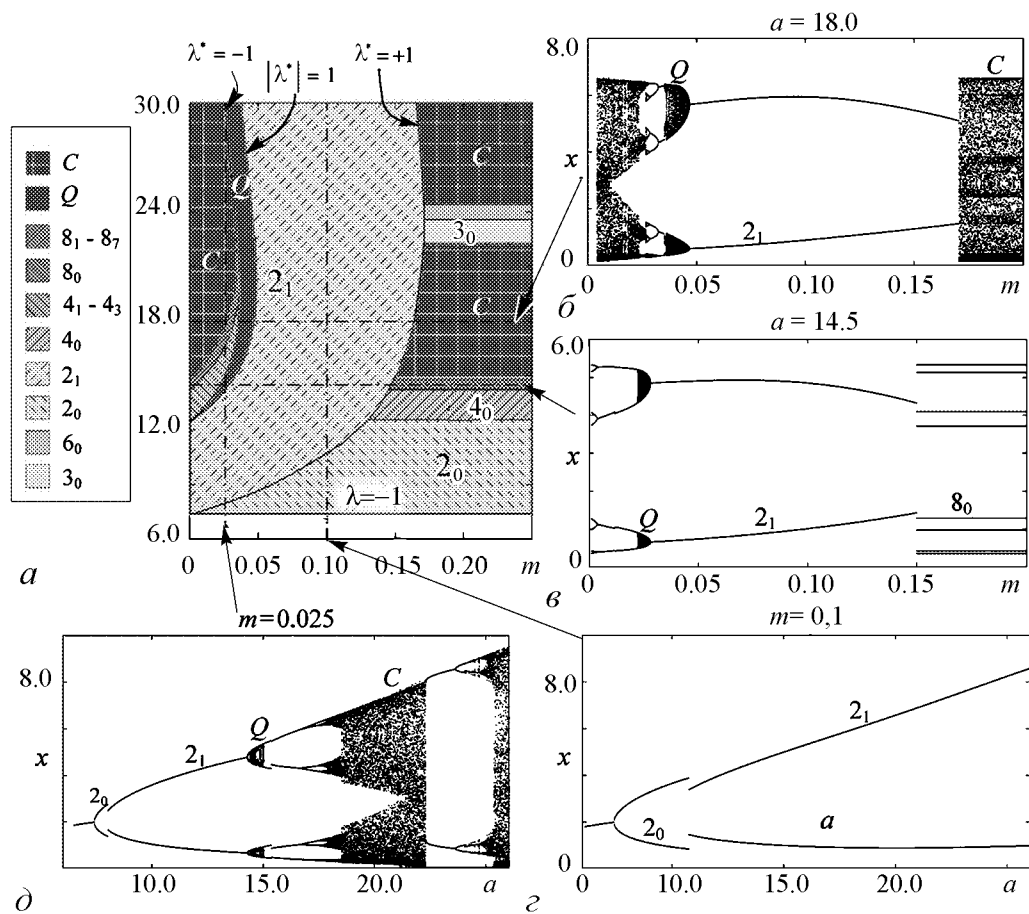 λ* = −1
|λ*| = 1
λ* = +1
30.0
24.0
18.0
12.0
6.0
0
0.05
0.10
0.15
0.20
m
C
Q
C
2₁
C
3₀
C
4₀
2₀
λ=−1
а
C
Q
8₁ - 8₇
8₀
4₁ - 4₃
4₀
2₁
2₀
6₀
3₀
a = 18.0
8.0
x
0
Q
C
2₁
0
0.05
0.10
0.15
m
б
a = 14.5
6.0
x
0
Q
2₁
8₀
0
0.05
0.10
0.15
m
в
m = 0.025
8.0
x
0
2₀
2₁
Q
C
10.0
15.0
20.0
a
д
m = 0,1
8.0
x
0
2₀
2₁
a
0
10.0
15.0
20.0
a
г